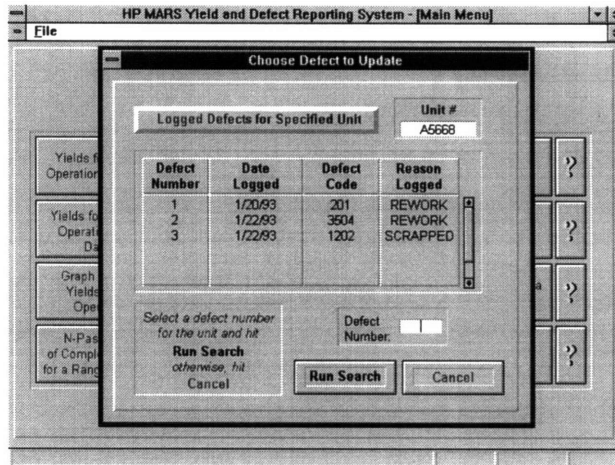 HP MARS Yield and Defect Reporting System - [Main Menu]
File
Choose Defect to Update
Logged Defects for Specified Unit
Unit #
A5668
Defect Number Date Logged Defect Code Reason Logged
1 1/20/93 201 REWORK
2 1/22/93 3504 REWORK
3 1/22/93 1202 SCRAPPED
Select a defect number
for the unit and hit
Run Search
otherwise, hit
Cancel
Defect
Number:
Run Search
Cancel
Yields
Operation
?
Yields fo
Operati
Da
?
Graph
Yields
Ope
a
?
N-Pas
of Compl
for a Rang
?